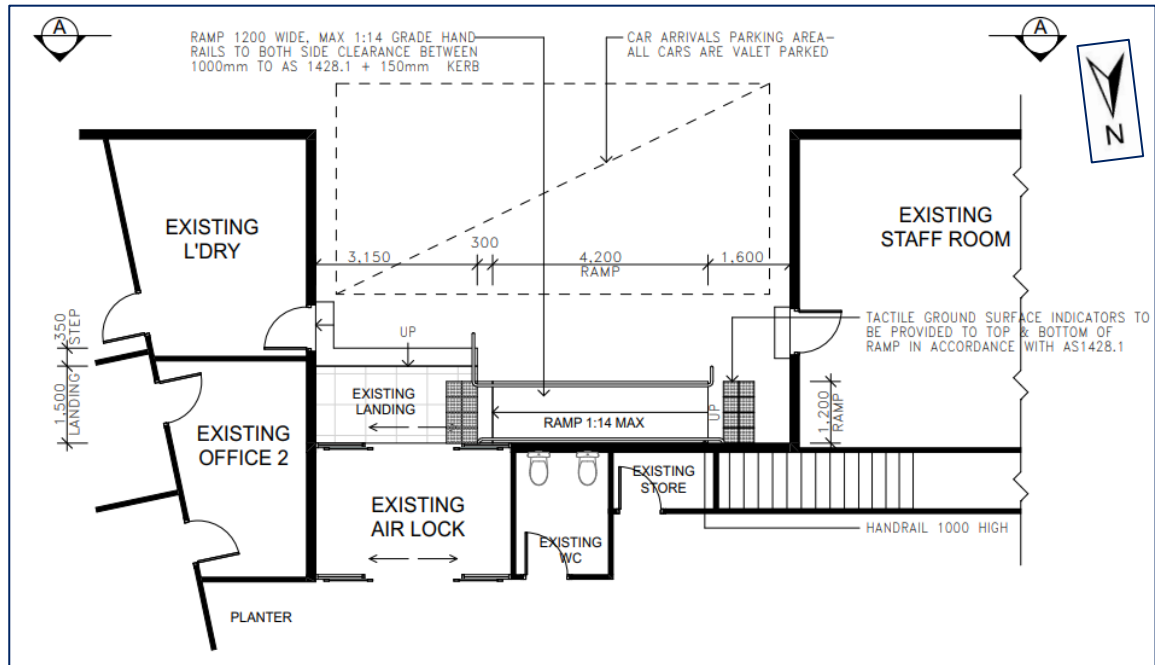 A
RAMP 1200 WIDE, MAX 1:14 GRADE HAND
RAILS TO BOTH SIDE CLEARANCE BETWEEN
1000mm TO AS 1428.1 + 150mm KERB
CAR ARRIVALS PARKING AREA-
ALL CARS ARE VALET PARKED
A
N
EXISTING
L'DRY
EXISTING
STAFF ROOM
3,150
300
4,200
RAMP
1,600
TACTILE GROUND SURFACE INDICATORS TO
BE PROVIDED TO TOP & BOTTOM OF
RAMP IN ACCORDANCE WITH AS1428.1
350
STEP
UP
1,500
LANDING
EXISTING
LANDING
RAMP 1:14 MAX
UP
1,200
RAMP
EXISTING
OFFICE 2
EXISTING
AIR LOCK
EXISTING
STORE
EXISTING
WC
HANDRAIL 1000 HIGH
PLANTER